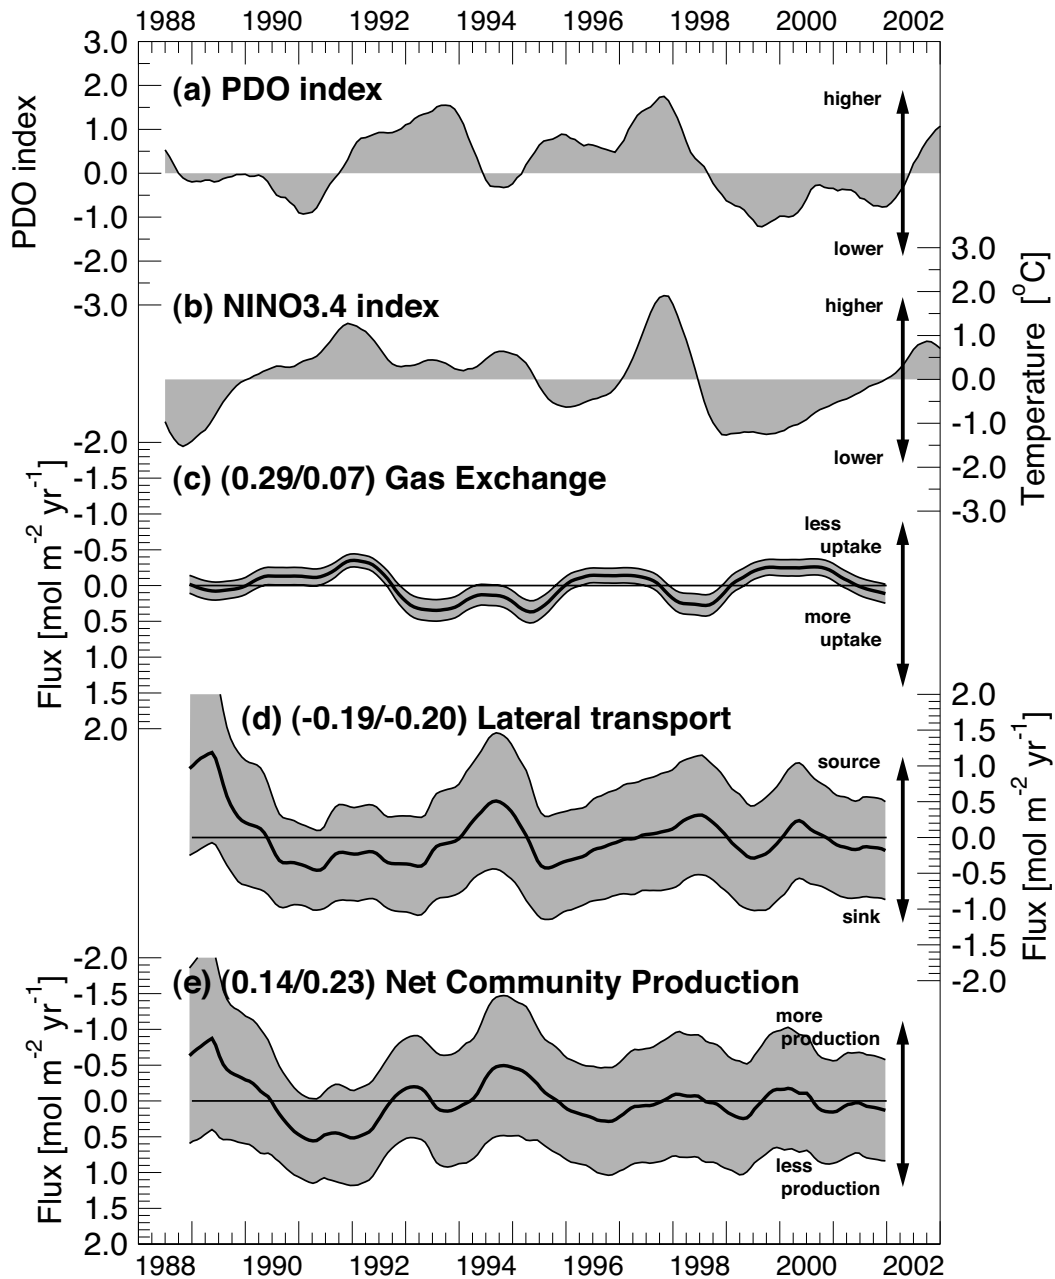 1988 1990 1992 1994 1996 1998 2000 2002
3.0
2.0
1.0
0.0
-1.0
-2.0
-3.0
PDO index
(a) PDO index
higher
lower
3.0
2.0
1.0
0.0
-1.0
-2.0
-3.0
Temperature [°C]
(b) NINO3.4 index
higher
lower
-2.0
-1.5
-1.0
-0.5
0.0
0.5
1.0
1.5
2.0
Flux [mol m-2 yr-1]
(c) (0.29/0.07) Gas Exchange
less
uptake
more
uptake
2.0
1.5
1.0
0.5
0.0
-0.5
-1.0
-1.5
-2.0
Flux [mol m-2 yr-1]
(d) (-0.19/-0.20) Lateral transport
source
sink
-2.0
-1.5
-1.0
-0.5
0.0
0.5
1.0
1.5
2.0
Flux [mol m-2 yr-1]
(e) (0.14/0.23) Net Community Production
more
production
less
production
1988 1990 1992 1994 1996 1998 2000 2002